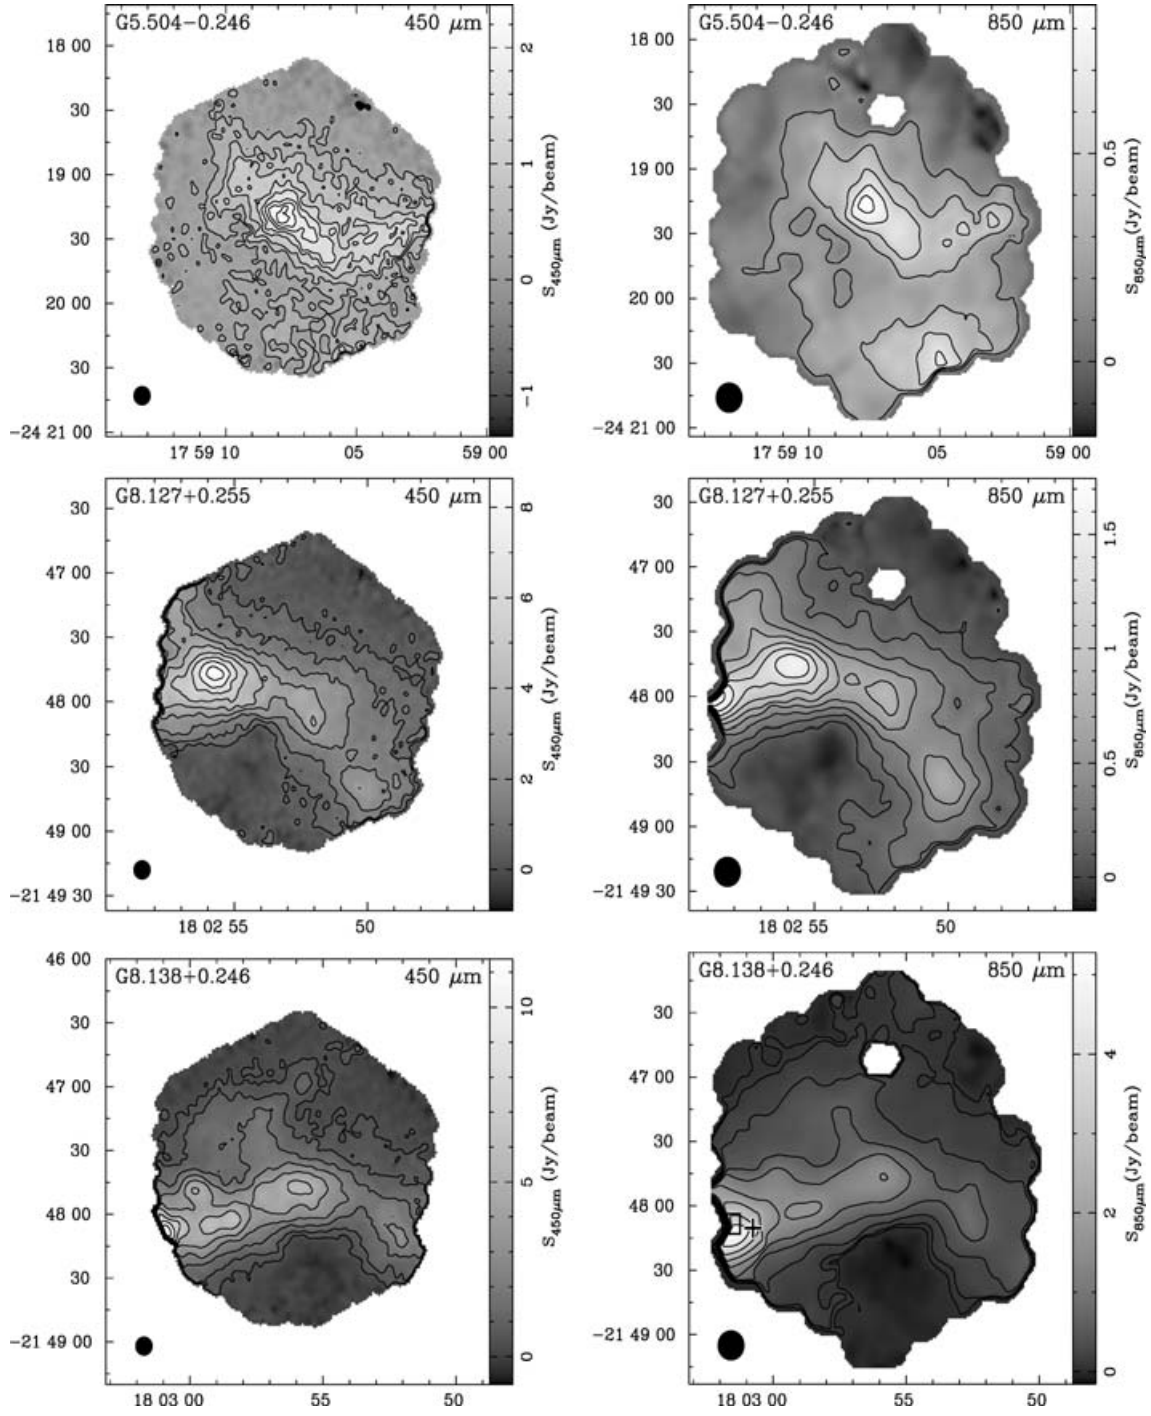 G5.504−0.246 450 μm
18 00
30
19 00
30
20 00
30
−24 21 00
17 59 10 05 59 00
2
1
0
−1
S450μm (Jy/beam)
G5.504−0.246 850 μm
18 00
30
19 00
30
20 00
30
−24 21 00
17 59 10 05 59 00
0.5
0
S850μm (Jy/beam)
G8.127+0.255 450 μm
30
47 00
30
48 00
30
49 00
−21 49 30
18 02 55 50
8
6
4
2
0
S450μm (Jy/beam)
G8.127+0.255 850 μm
30
47 00
30
48 00
30
49 00
−21 49 30
18 02 55 50
1.5
1
0.5
0
S850μm(Jy/beam)
G8.138+0.246 450 μm
46 00
30
47 00
30
48 00
30
−21 49 00
18 03 00 55 50
10
5
0
S450μm (Jy/beam)
G8.138+0.246 850 μm
30
47 00
30
48 00
30
−21 49 00
18 03 00 55 50
4
2
0
S850μm(Jy/beam)